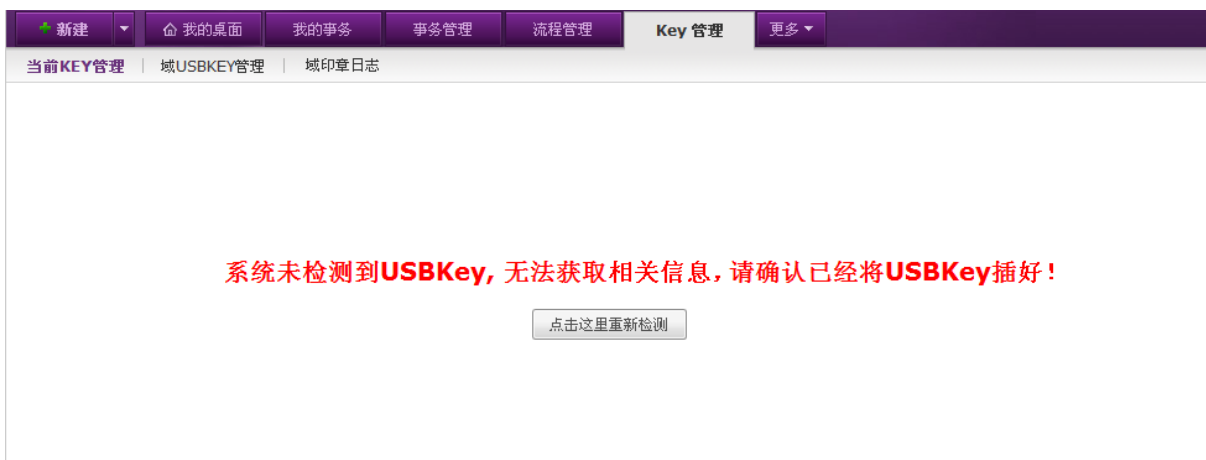 新建 我的桌面 我的事务 事务管理 流程管理 Key 管理 更多
当前KEY管理 | 域USBKEY管理 | 域印章日志
系统未检测到USBKey, 无法获取相关信息，请确认已经将USBKey插好！
点击这里重新检测